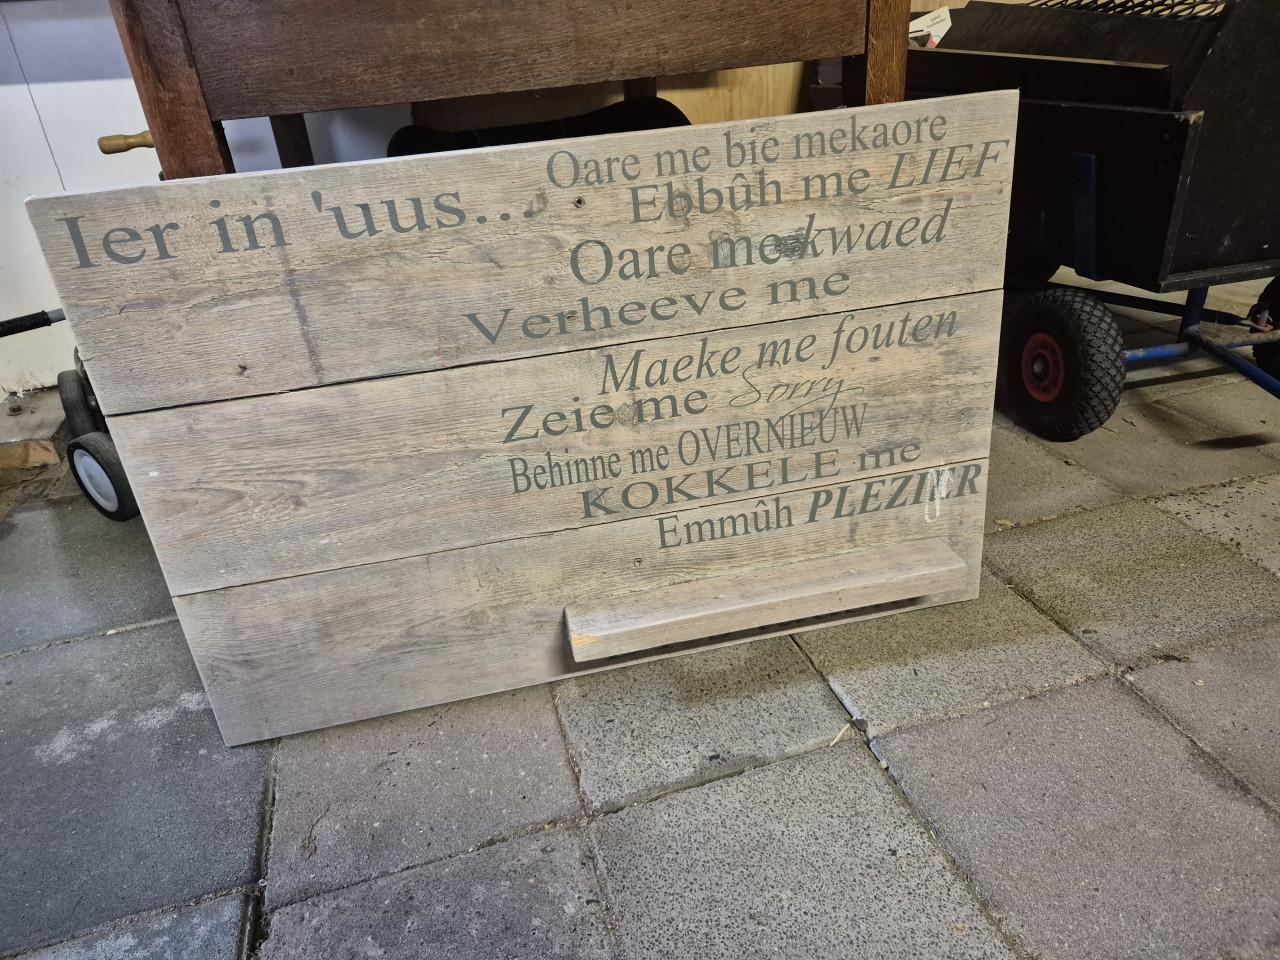 Ier in 'uus...
Oare me bie mekaore
Ebbûh me LIEF
Oare me kwaed
Verheeve me
Maeke me fouten
Zeie me Sorry
Behinne me OVERNIEUW
KOKKELE me
Emmûh PLEZIER